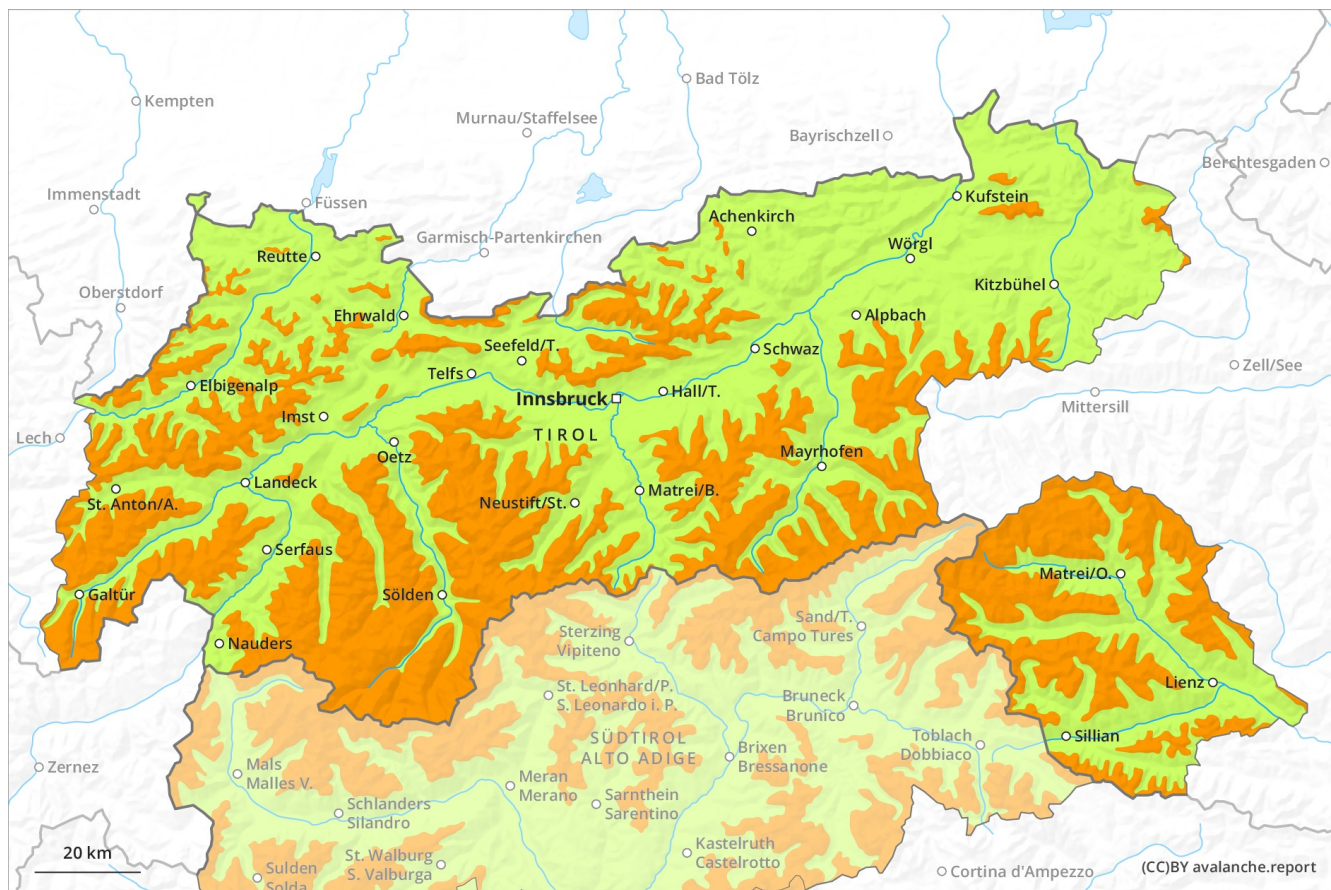 Kempten
Bad Tölz
Murnau/Staffelsee
Bayrischzell
Berchtesgaden
Immenstadt
Füssen
Kufstein
Achenkirch
Garmisch-Partenkirchen
Wörgl
Reutte
Oberstdorf
Kitzbühel
Ehrwald
Alpbach
Seefeld/T.
Schwaz
Zell/See
Telfs
Elbigenalp
Innsbruck
Hall/T.
Mittersill
Imst
Lech
TIROL
Oetz
Mayrhofen
Landeck
St. Anton/A.
Neustift/St.
Matrei/B.
Serfaus
Matrei/O.
Galtür
Sölden
Sand/T.
Campo Tures
Sterzing
Vipiteno
Nauders
Lienz
St. Leonhard/P.
S. Leonardo i. P.
Bruneck
Brunico
SÜDTIROL
ALTO ADIGE
Toblach
Dobbiaco
Sillian
Brixen
Bressanone
Zernez
Mals
Malles V.
Meran
Merano
Sarnthein
Sarentino
Schlanders
Silandro
Kastelruth
Castelrotto
20 km
St. Walburg
S. Valburga
Sulden
Solda
Cortina d'Ampezzo
(CC)BY avalanche.report